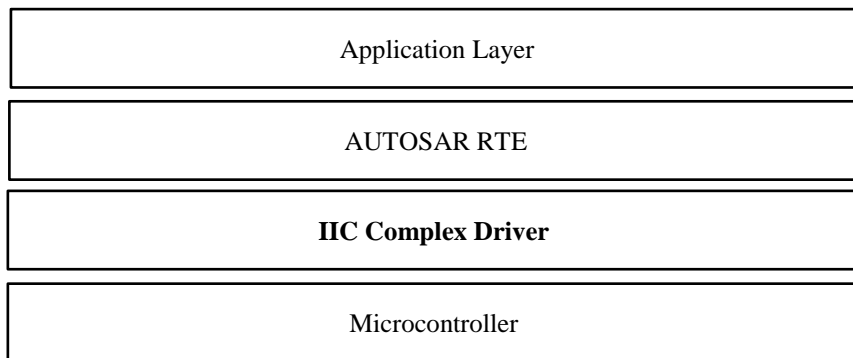 Application Layer
AUTOSAR RTE
IIC Complex Driver
Microcontroller